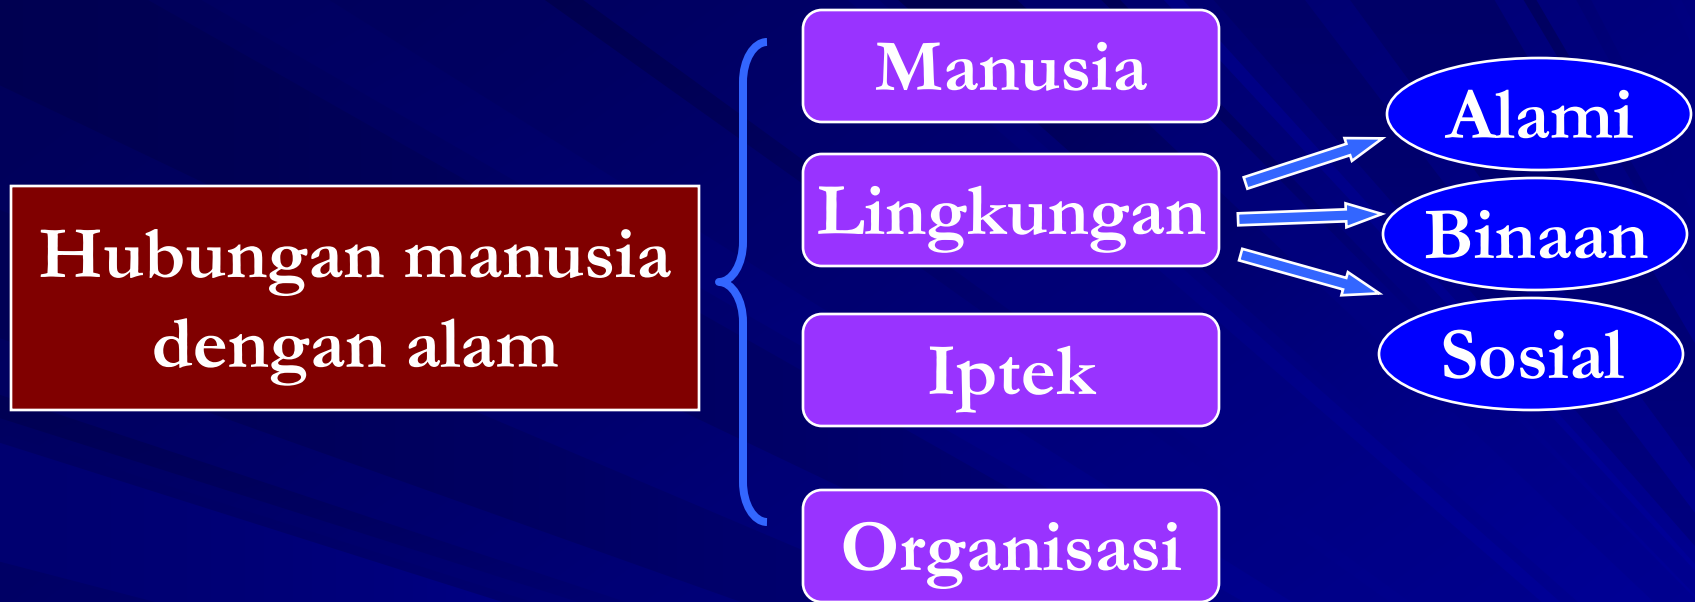 Hubungan manusia
dengan alam
Manusia
Lingkungan
Iptek
Organisasi
Alami
Binaan
Sosial